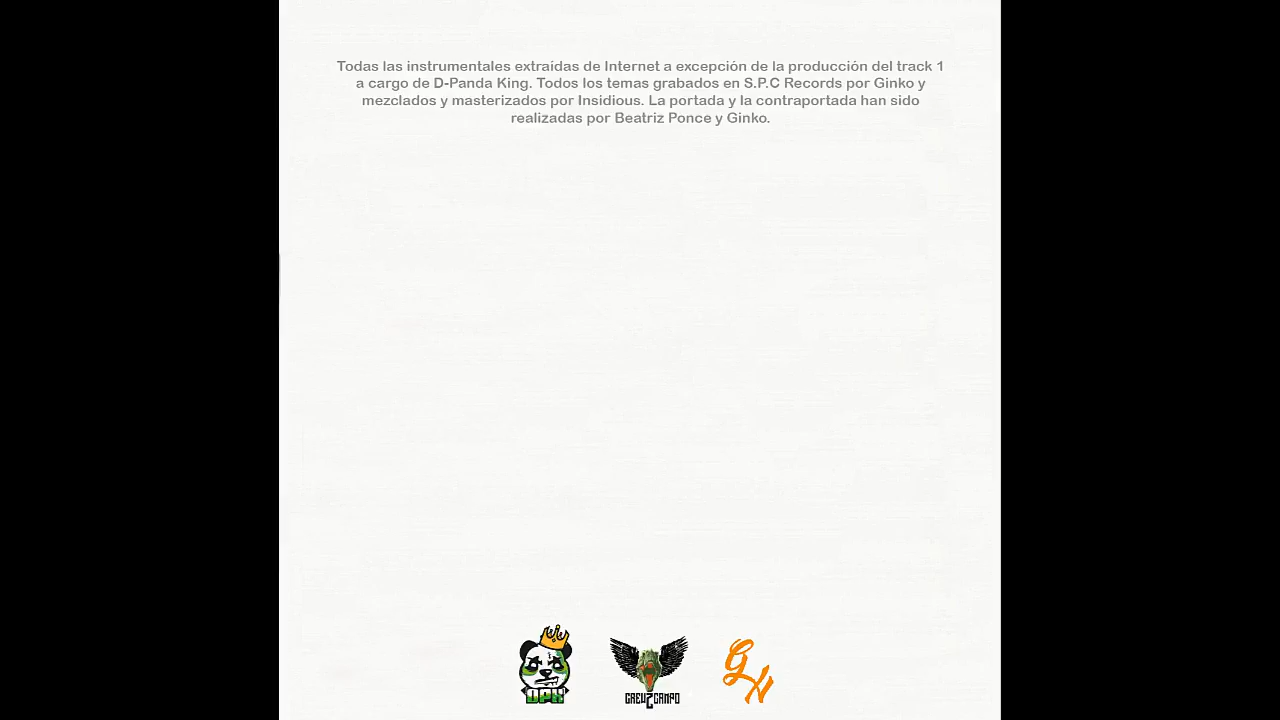 Todas las instrumentales extraídas de Internet a excepción de la producción del track 1
a cargo de D-Panda King. Todos los temas grabados en S.P.C Records por Ginko y
mezclados y masterizados por Insidious. La portada y la contraportada han sido
realizadas por Beatriz Ponce y Ginko.
DPK